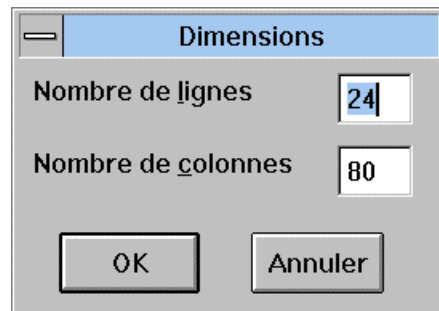 Dimensions
Nombre de lignes 24
Nombre de colonnes 80
OK Annuler